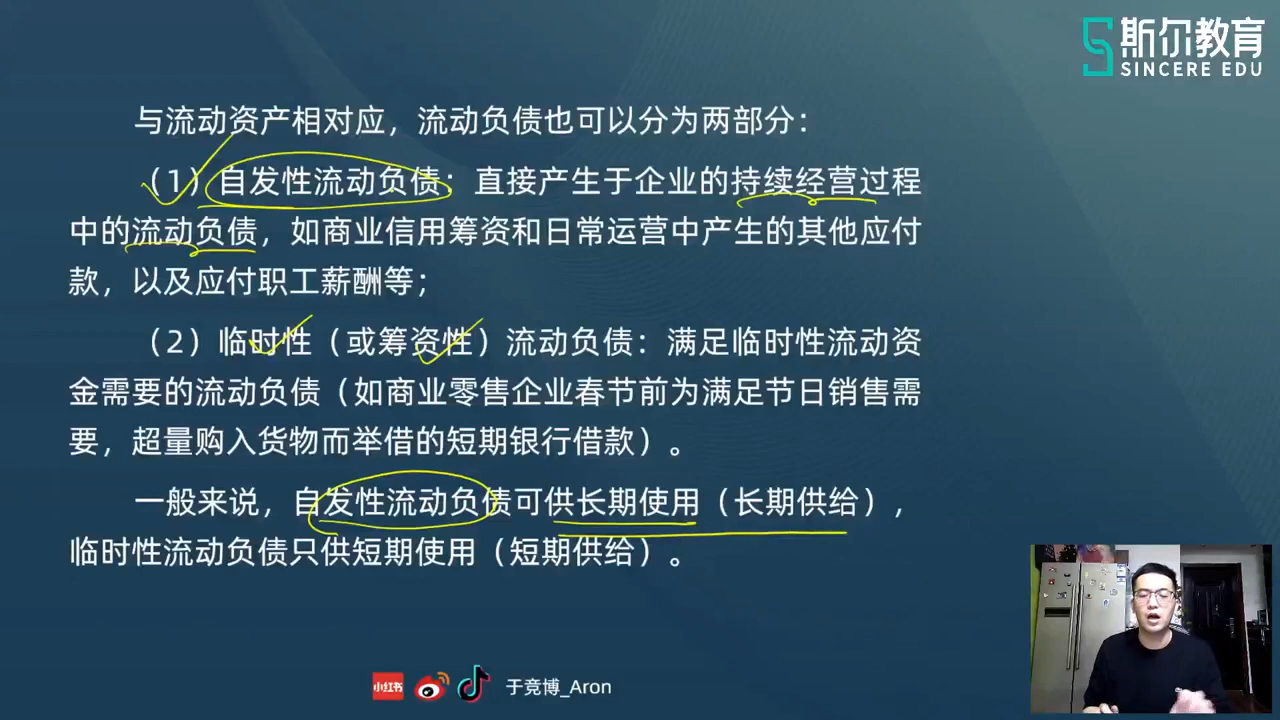 斯尔教育
SINCERE EDU
与流动资产相对应，流动负债也可以分为两部分：
（1）自发性流动负债：直接产生于企业的持续经营过程
中的流动负债，如商业信用筹资和日常运营中产生的其他应付
款，以及应付职工薪酬等；
（2）临时性（或筹资性）流动负债：满足临时性流动资
金需要的流动负债（如商业零售企业春节前为满足节日销售需
要，超量购入货物而举借的短期银行借款）。
一般来说，自发性流动负债可供长期使用（长期供给），
临时性流动负债只供短期使用（短期供给）。
小红书
于竞博_Aron